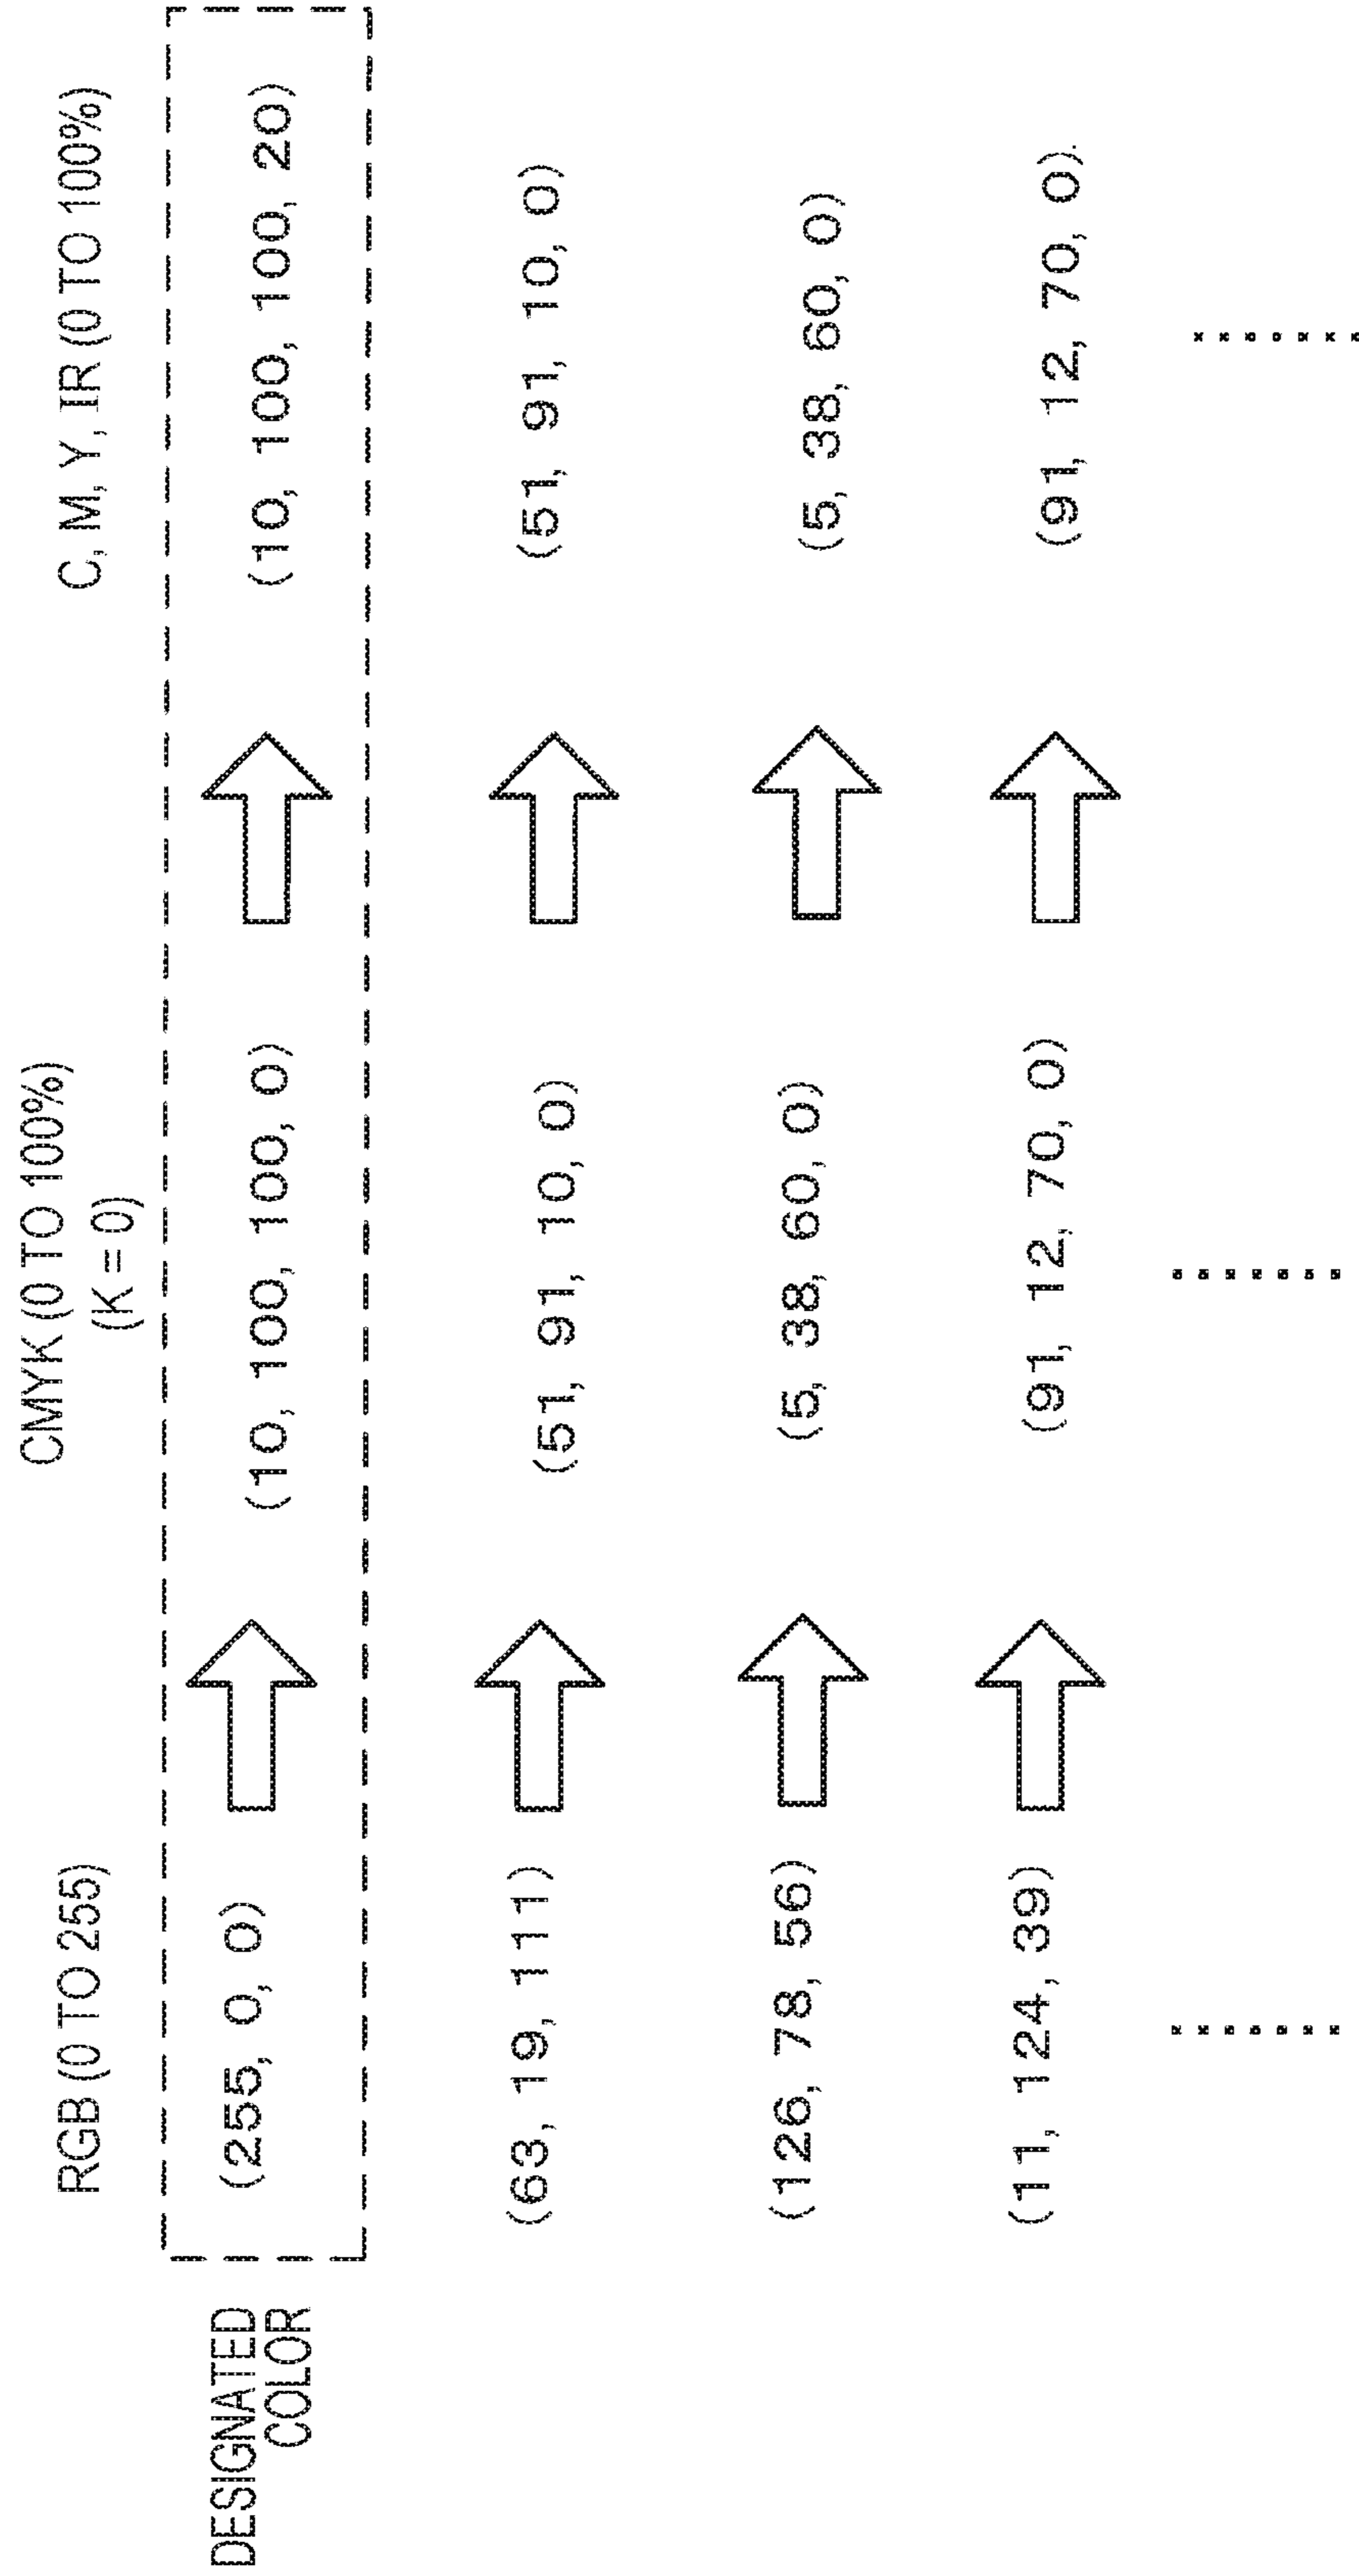 RGB (0 TO 255)
CMYK (0 TO 100%)
(K = 0)
C, M, Y, IR (0 TO 100%)
DESIGNATED
COLOR
(255, 0, 0)
(10, 100, 100, 0)
(10, 100, 100, 20)
(63, 19, 111)
(51, 91, 10, 0)
(51, 91, 10, 0)
(126, 78, 56)
(5, 38, 60, 0)
(5, 38, 60, 0)
(11, 124, 39)
(91, 12, 70, 0)
(91, 12, 70, 0).